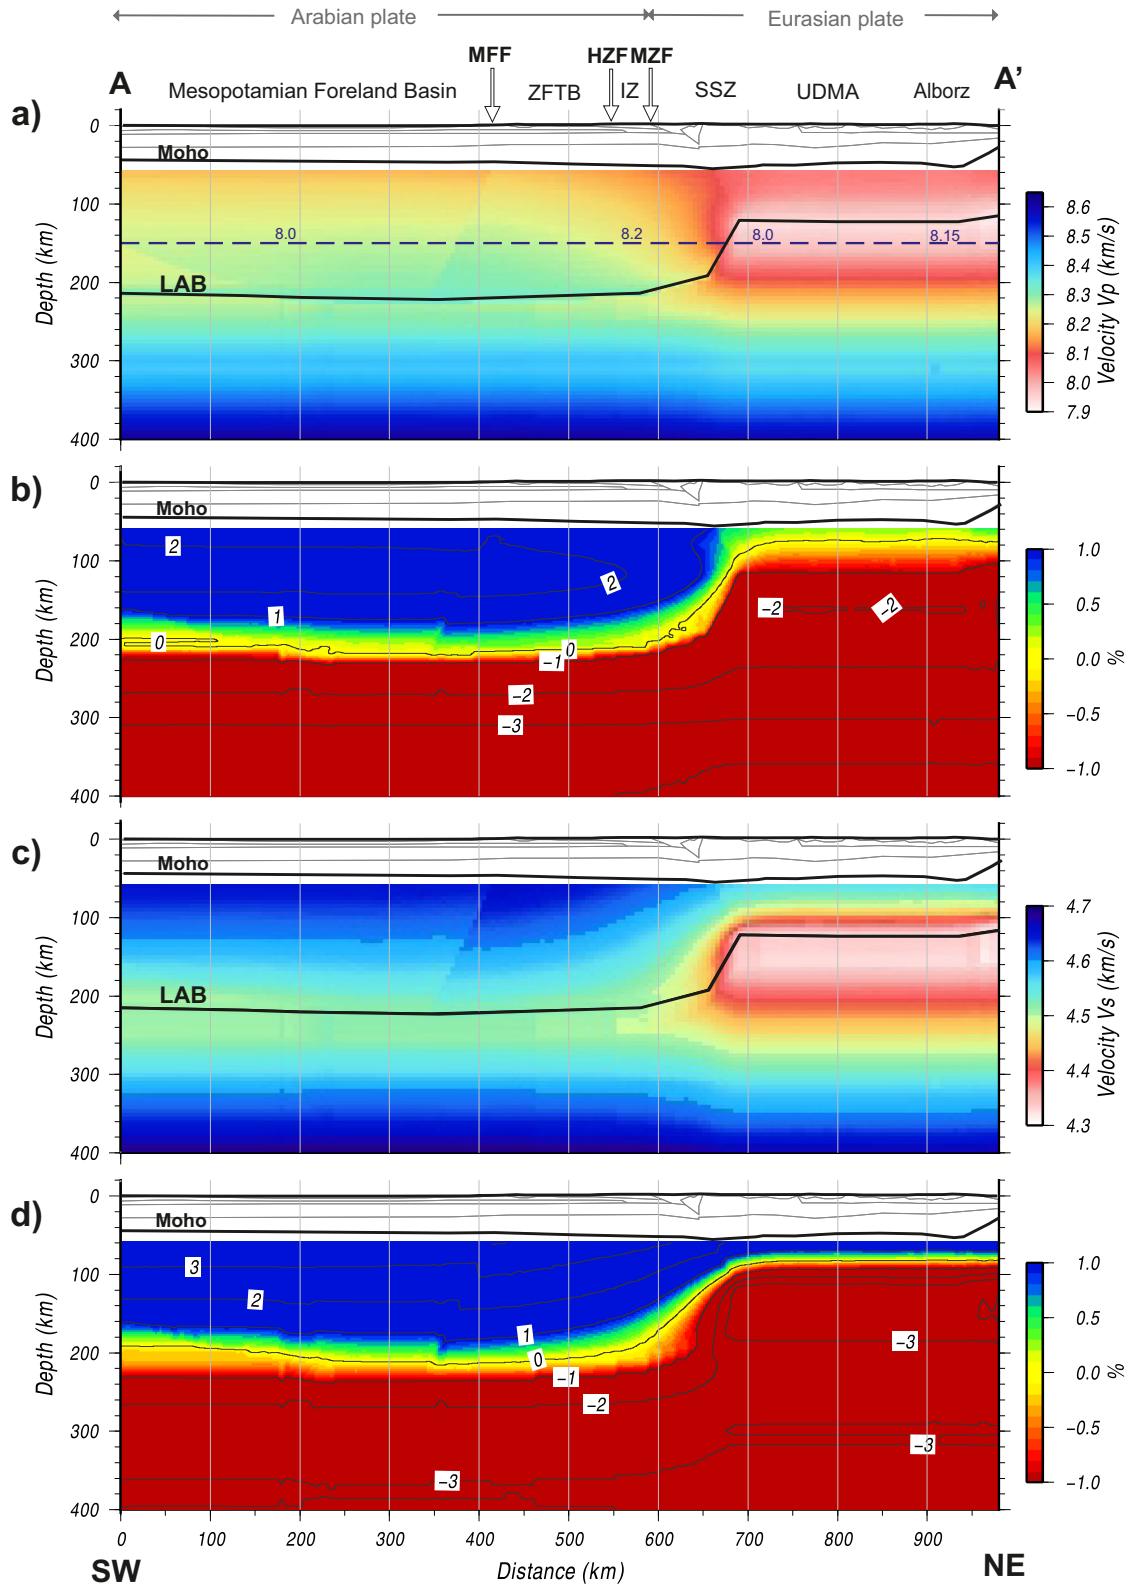 Arabian plate Eurasian plate
MFF HZF MZF
A Mesopotamian Foreland Basin ZFTB IZ SSZ UDMA Alborz A’
a)
0
Moho
100
8.0 8.2 8.0 8.15
200
LAB
300
400
Depth (km)
8.6
8.5
8.4
8.3
8.2
8.1
8.0
7.9
Velocity Vp (km/s)
b)
0
Moho
2
100
2
−2 −2
1
200
0 0
−1
−2
300
−3
400
Depth (km)
1.0
0.5
0.0
−0.5
−1.0
%
c)
0
Moho
100
200
LAB
300
400
Depth (km)
4.7
4.6
4.5
4.4
4.3
Velocity Vs (km/s)
d)
0
Moho
3
100
2
1
−3
200
0
−1
−2
300
−3
−3
400
Depth (km)
1.0
0.5
0.0
−0.5
−1.0
%
0 100 200 300 400 500 600 700 800 900
SW Distance (km) NE